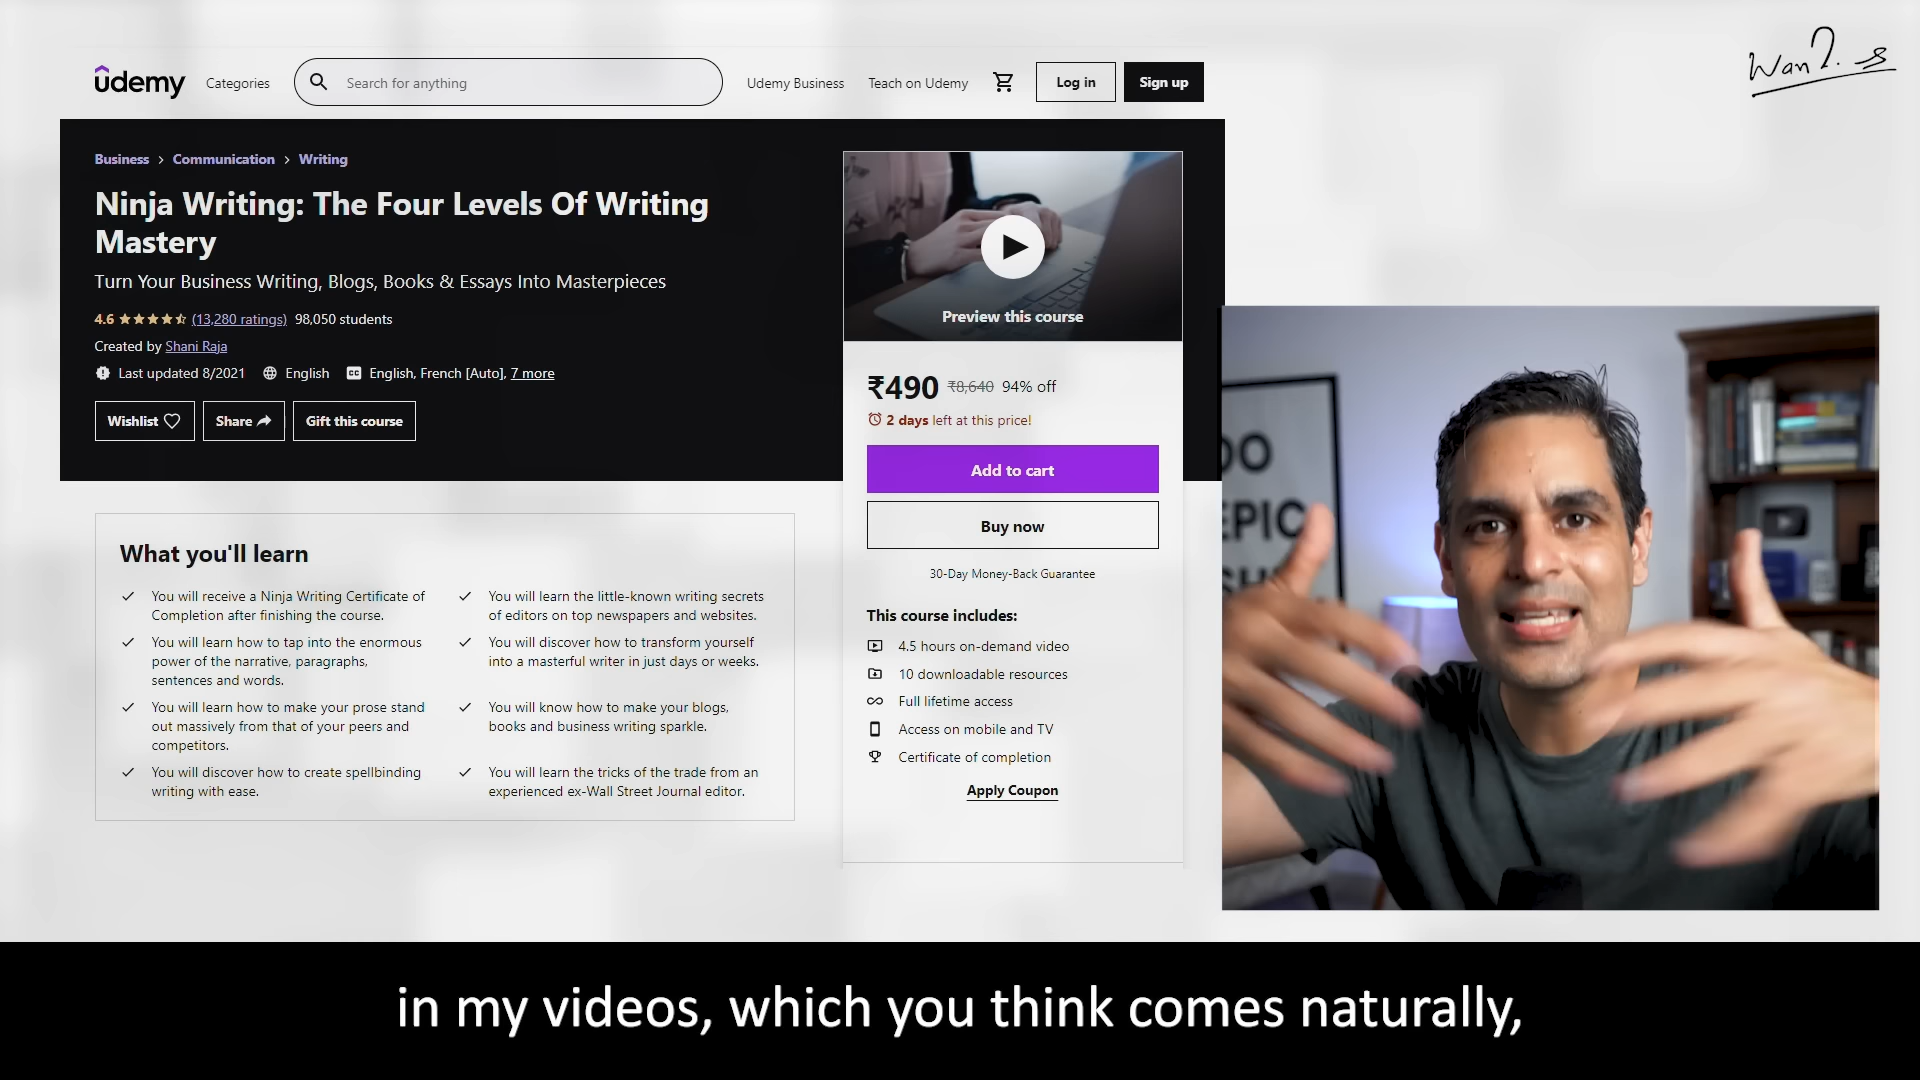 udemy
Categories
Search for anything
Udemy Business
Teach on Udemy
Log in
Sign up
Business > Communication > Writing
Ninja Writing: The Four Levels Of Writing
Mastery
Turn Your Business Writing, Blogs, Books & Essays Into Masterpieces
4.6 (13,280 ratings) 98,050 students
Created by Shani Raja
Last updated 8/2021 English English, French [Auto], 7 more
Wishlist
Share
Gift this course
Preview this course
₹490 ₹8,640 94% off
2 days left at this price!
Add to cart
Buy now
30-Day Money-Back Guarantee
This course includes:
4.5 hours on-demand video
10 downloadable resources
Full lifetime access
Access on mobile and TV
Certificate of completion
Apply Coupon
What you'll learn
You will receive a Ninja Writing Certificate of
Completion after finishing the course.
You will learn how to tap into the enormous
power of the narrative, paragraphs,
sentences and words.
You will learn how to make your prose stand
out massively from that of your peers and
competitors.
You will discover how to create spellbinding
writing with ease.
You will learn the little-known writing secrets
of editors on top newspapers and websites.
You will discover how to transform yourself
into a masterful writer in just days or weeks.
You will know how to make your blogs,
books and business writing sparkle.
You will learn the tricks of the trade from an
experienced ex-Wall Street Journal editor.
EPIC
in my videos, which you think comes naturally,